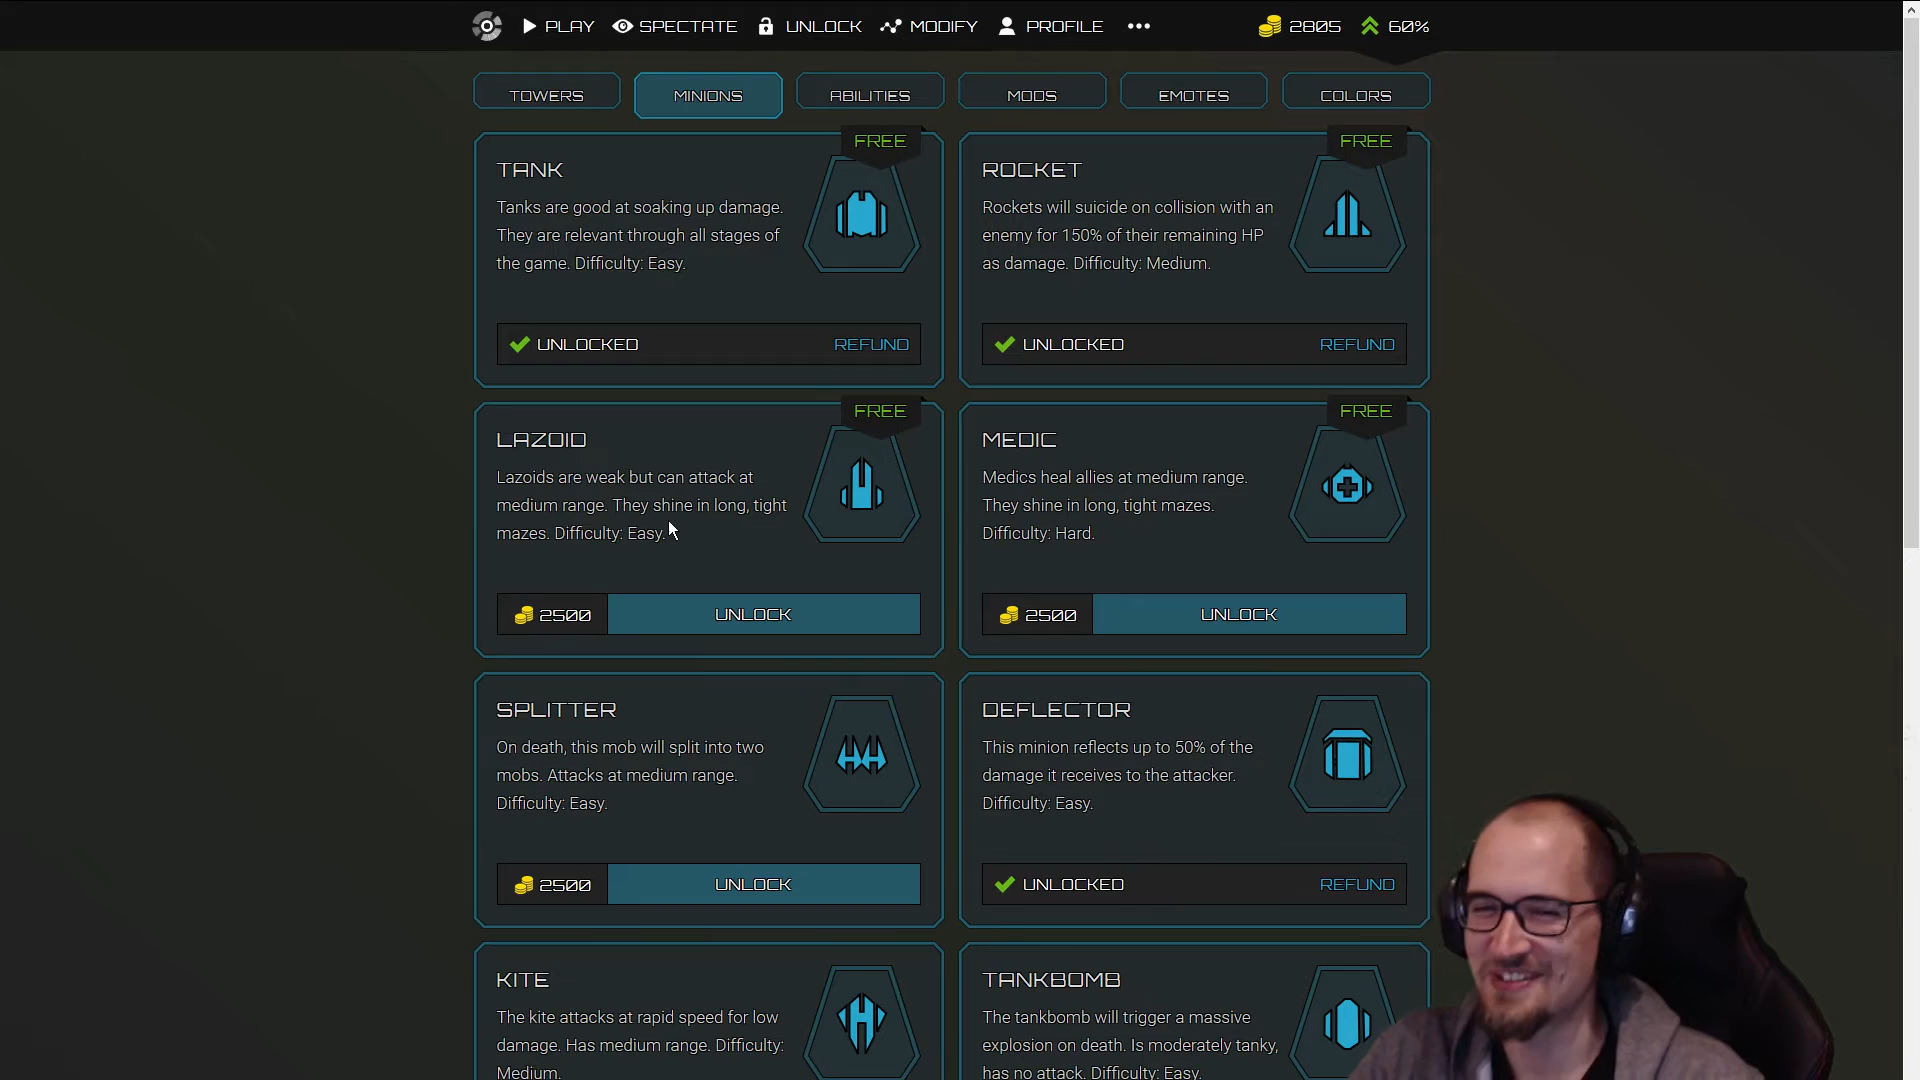 PLAY SPECTATE UNLOCK MODIFY PROFILE 2805 60%
TOWERS MINIONS ABILITIES MODS EMOTES COLORS
FREE
TANK
Tanks are good at soaking up damage.
They are relevant through all stages of
the game. Difficulty: Easy.
UNLOCKED REFUND
FREE
ROCKET
Rockets will suicide on collision with an
enemy for 150% of their remaining HP
as damage. Difficulty: Medium.
UNLOCKED REFUND
FREE
LAZOID
Lazoids are weak but can attack at
medium range. They shine in long, tight
mazes. Difficulty: Easy.
2500 UNLOCK
FREE
MEDIC
Medics heal allies at medium range.
They shine in long, tight mazes.
Difficulty: Hard.
2500 UNLOCK
SPLITTER
On death, this mob will split into two
mobs. Attacks at medium range.
Difficulty: Easy.
2500 UNLOCK
DEFLECTOR
This minion reflects up to 50% of the
damage it receives to the attacker.
Difficulty: Easy.
UNLOCKED REFUND
KITE
The kite attacks at rapid speed for low
damage. Has medium range. Difficulty:
Medium.
TANKBOMB
The tankbomb will trigger a massive
explosion on death. Is moderately tanky,
has no attack. Difficulty: Easy.